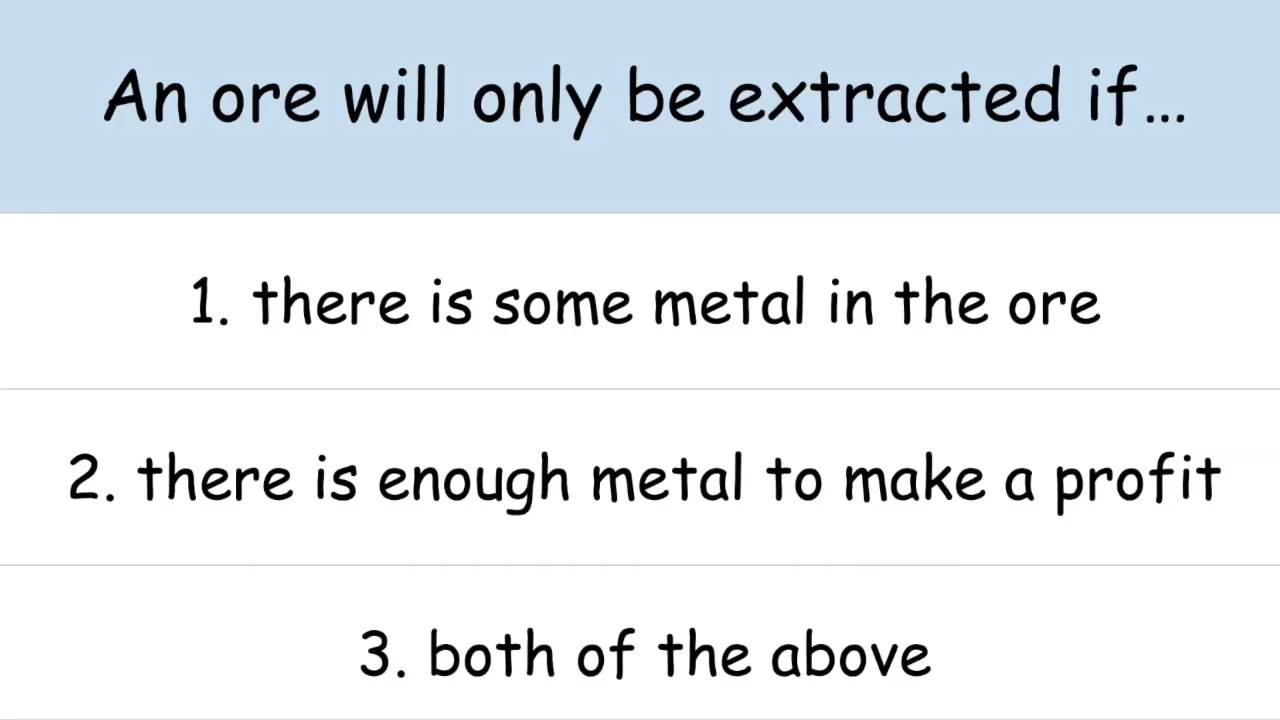 An ore will only be extracted if...
1. there is some metal in the ore
2. there is enough metal to make a profit
3. both of the above